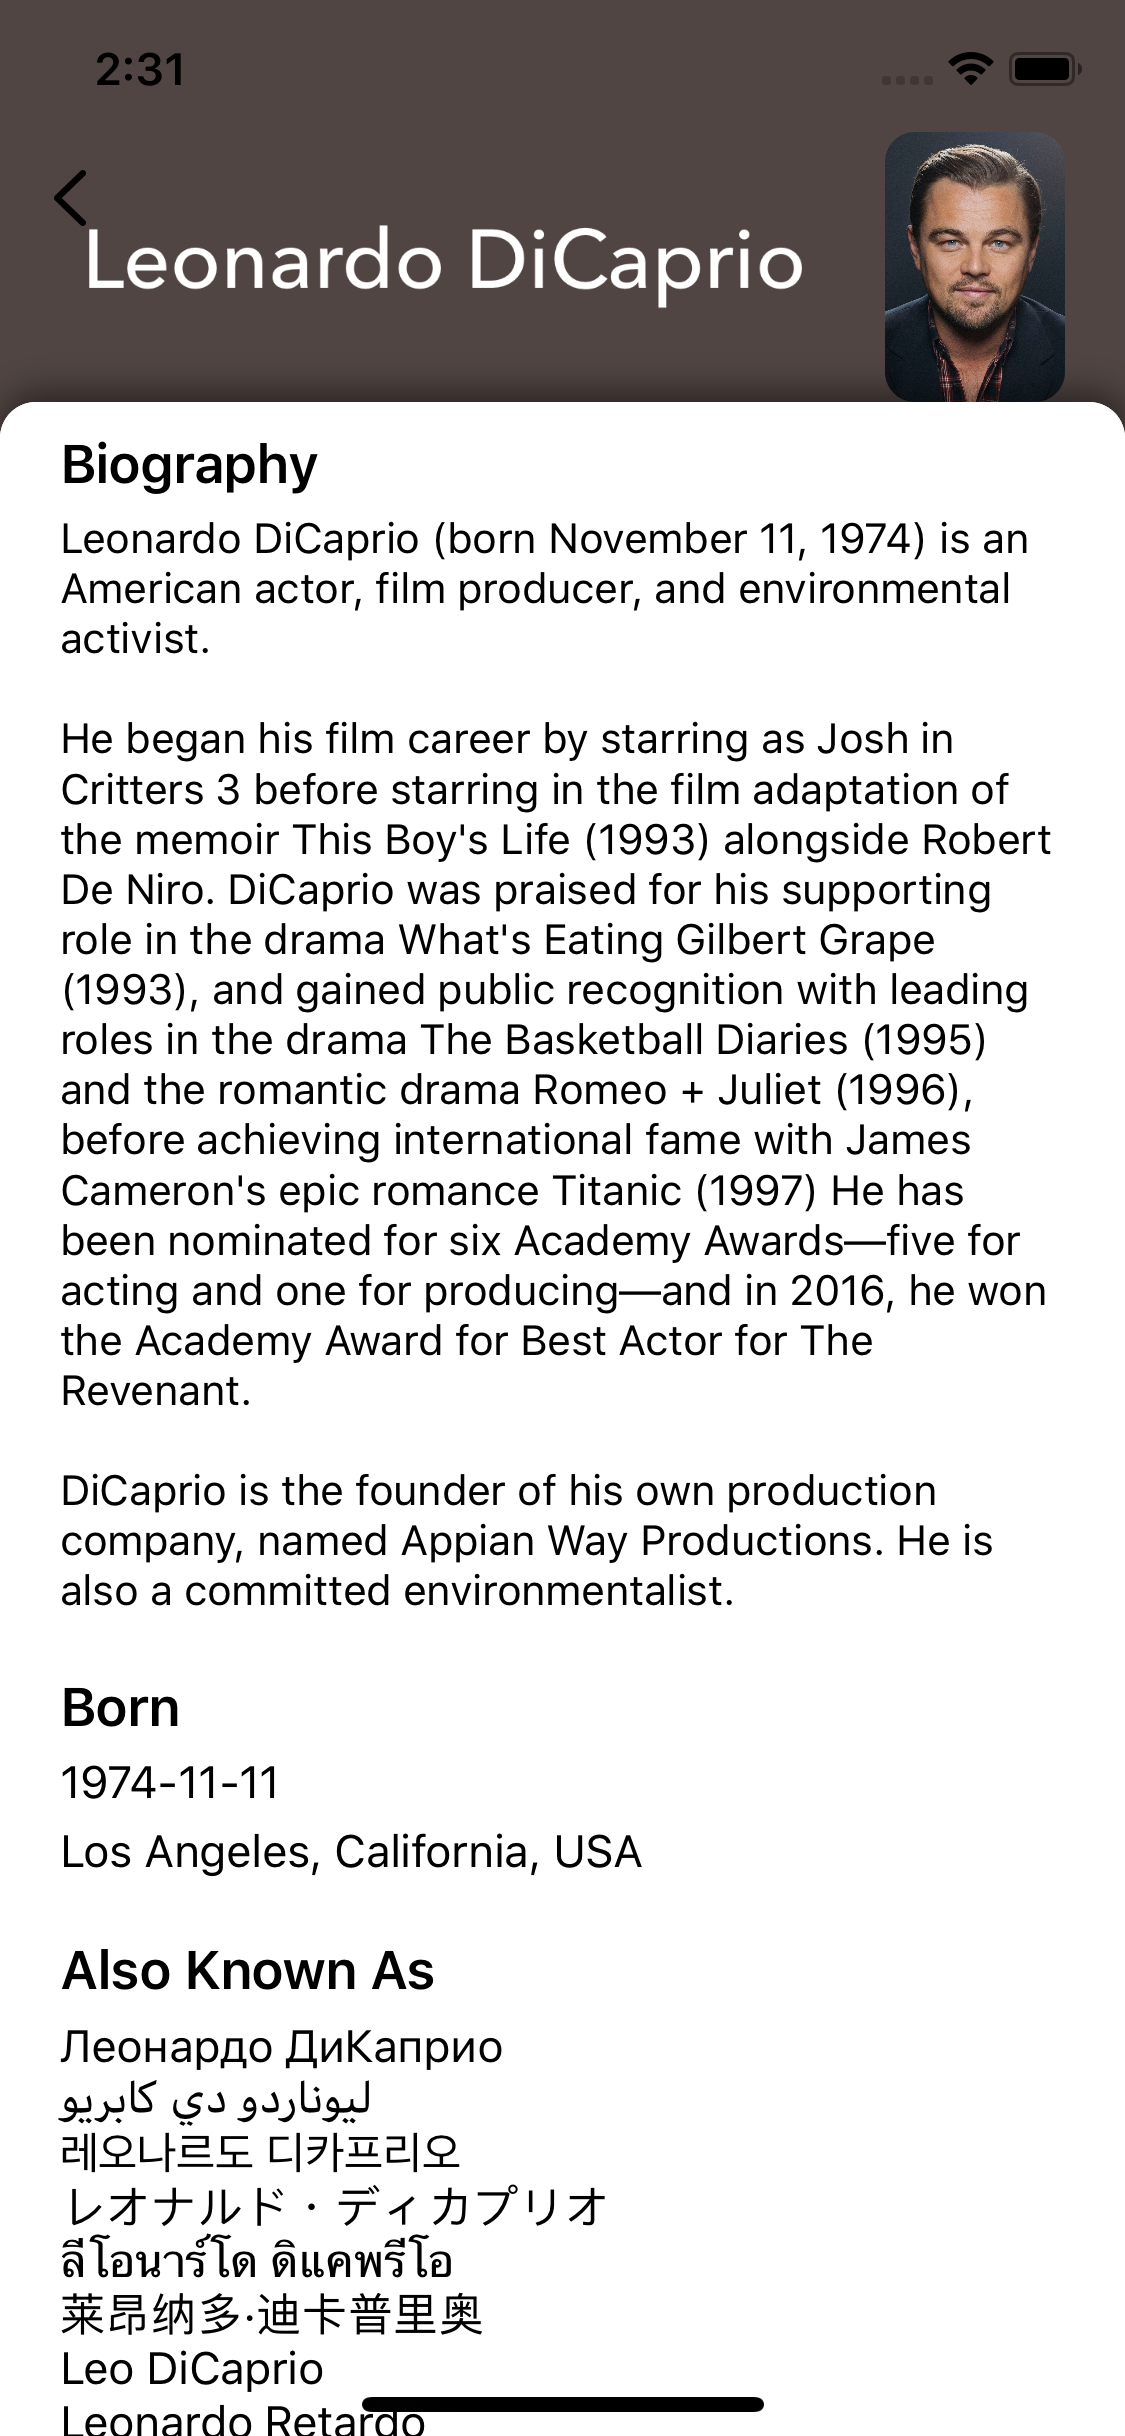 2:31
Leonardo DiCaprio
Biography
Leonardo DiCaprio (born November 11, 1974) is an
American actor, film producer, and environmental
activist.
He began his film career by starring as Josh in
Critters 3 before starring in the film adaptation of
the memoir This Boy's Life (1993) alongside Robert
De Niro. DiCaprio was praised for his supporting
role in the drama What's Eating Gilbert Grape
(1993), and gained public recognition with leading
roles in the drama The Basketball Diaries (1995)
and the romantic drama Romeo + Juliet (1996),
before achieving international fame with James
Cameron's epic romance Titanic (1997) He has
been nominated for six Academy Awards—five for
acting and one for producing—and in 2016, he won
the Academy Award for Best Actor for The
Revenant.
DiCaprio is the founder of his own production
company, named Appian Way Productions. He is
also a committed environmentalist.
Born
1974-11-11
Los Angeles, California, USA
Also Known As
Леонардо ДиКаприо
ليوناردو دي كابريو
레오나르도 디카프리오
レオナルド・ディカプリオ
ลีโอนาร์โด ดิแคพรีโอ
莱昂纳多·迪卡普里奥
Leo DiCaprio
Leonardo Retardo